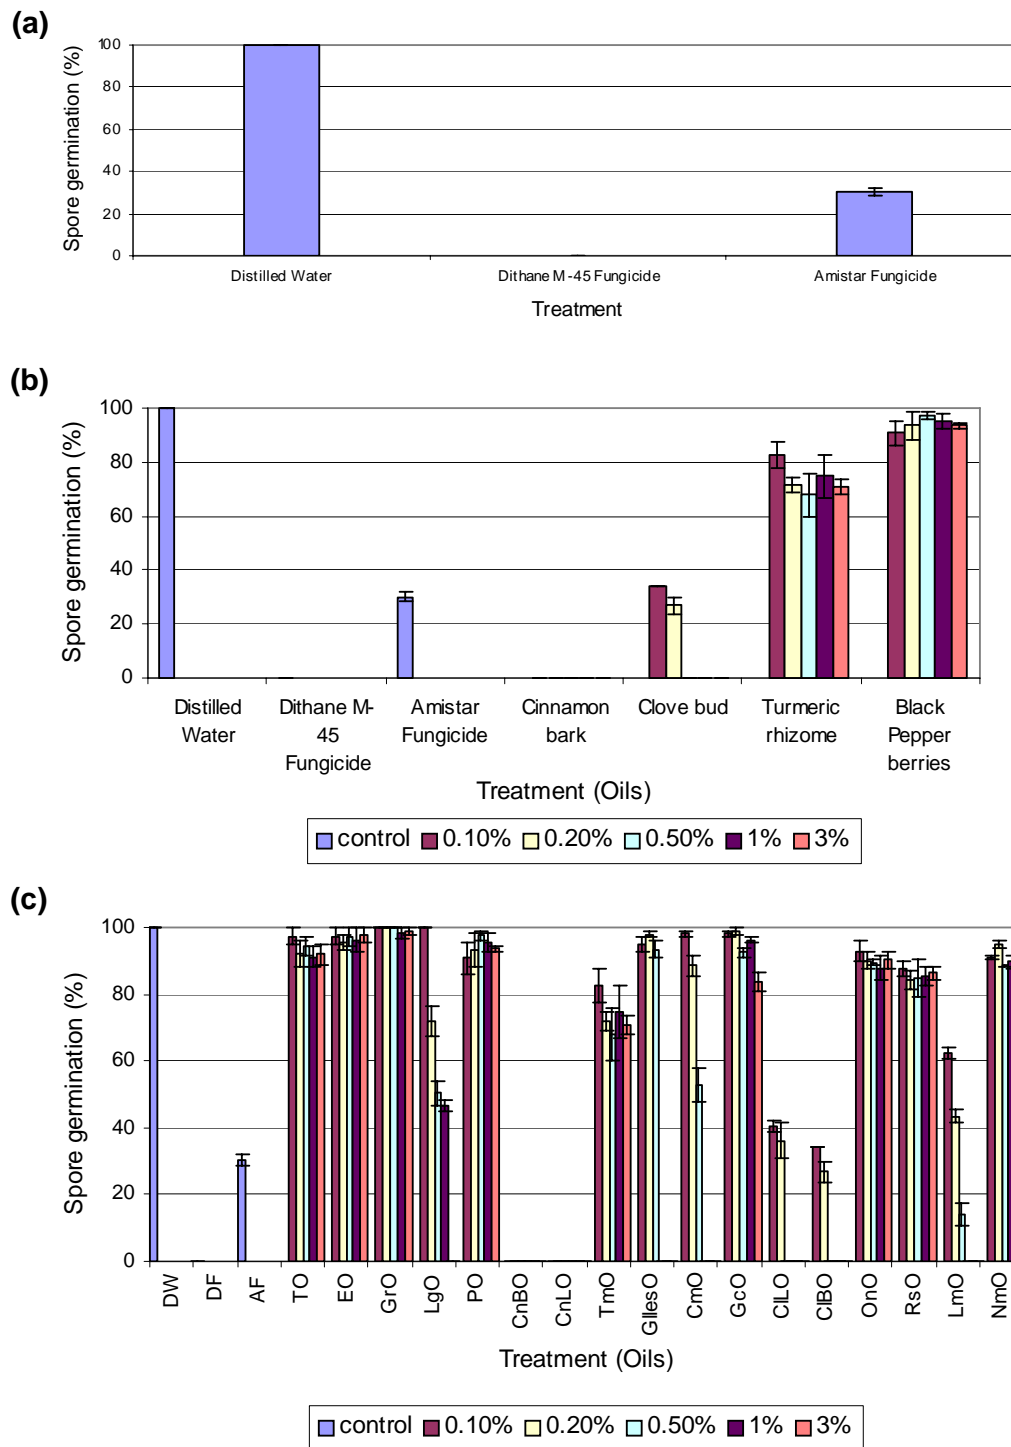 (a)
100
80
60
40
20
0
Spore germination (%)
Distilled Water
Dithane M-45 Fungicide
Amistar Fungicide
Treatment
(b)
100
80
60
40
20
0
Spore germination (%)
Distilled
Water
Dithane M-
45
Fungicide
Amistar
Fungicide
Cinnamon
bark
Clove bud
Turmeric
rhizome
Black
Pepper
berries
Treatment (Oils)
control 0.10% 0.20% 0.50% 1% 3%
(c)
100
80
60
40
20
0
Spore germination (%)
DW
DF
AF
TO
EO
GrO
LgO
PO
CnBO
CnLO
TmO
GllesO
CmO
GcO
ClLO
ClBO
OnO
RsO
LmO
NmO
Treatment (Oils)
control 0.10% 0.20% 0.50% 1% 3%